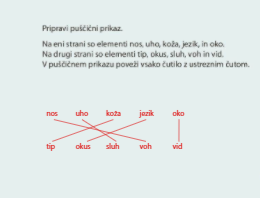 Pripravi puščični prikaz.
Na eni strani so elementi nos, uho, koža, jezik, in oko.
Na drugi strani so elementi tip, okus, sluh, voh in vid.
V puščičnem prikazu poveži vsako čutilo z ustreznim čutom.
nos uho koža jezik oko
tip okus sluh voh vid